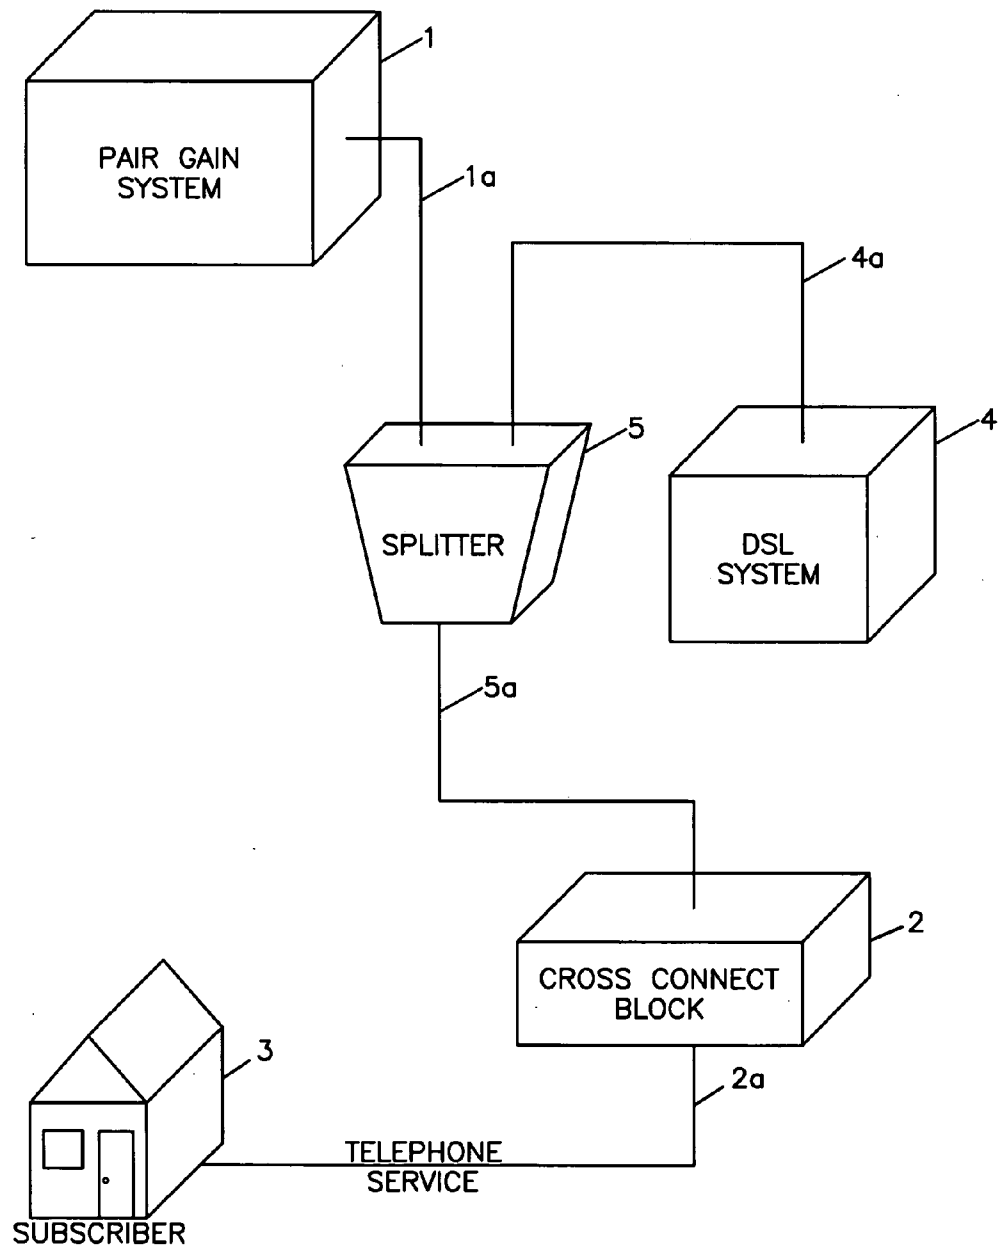 1
PAIR GAIN
SYSTEM
1a
4a
5
4
SPLITTER
DSL
SYSTEM
5a
2
CROSS CONNECT
BLOCK
3
2a
TELEPHONE
SERVICE
SUBSCRIBER